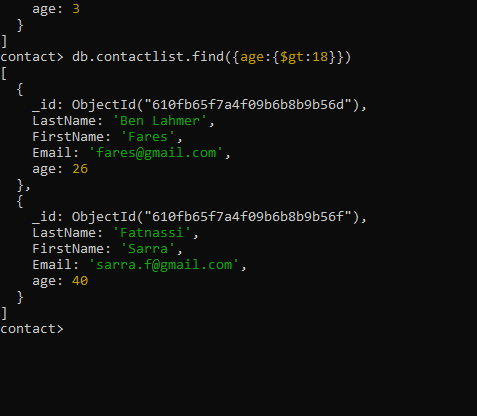 age: 3
  }
]
contact> db.contactlist.find({age:{$gt:18}})
[
  {
    _id: ObjectId("610fb65f7a4f09b6b8b9b56d"),
    LastName: 'Ben Lahmer',
    FirstName: 'Fares',
    Email: 'fares@gmail.com',
    age: 26
  },
  {
    _id: ObjectId("610fb65f7a4f09b6b8b9b56f"),
    LastName: 'Fatnassi',
    FirstName: 'Sarra',
    Email: 'sarra.f@gmail.com',
    age: 40
  }
]
contact>